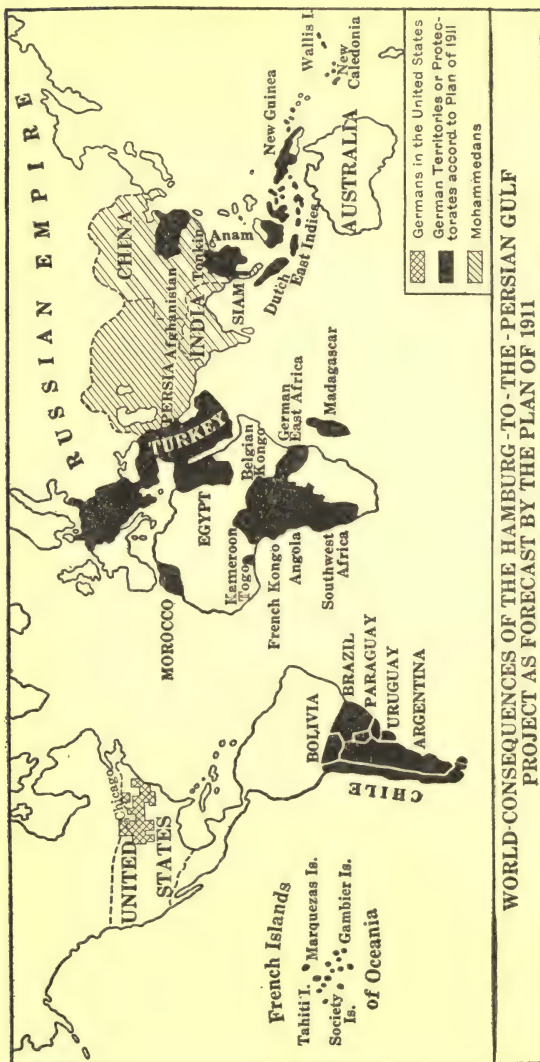 RUSSIAN EMPIRE
CHINA
PERSIA
Afghanistan
INDIA
Tonkin
SIAM
Anam
Dutch
East Indies
New Guinea
AUSTRALIA
Wallis I.
New
Caledonia
TURKEY
EGYPT
MOROCCO
Kameroon
Togo
French Kongo
Belgian
Kongo
German
East Africa
Angola
Southwest
Africa
Madagascar
UNITED
STATES
Chicago
BOLIVIA
BRAZIL
PARAGUAY
URUGUAY
ARGENTINA
CHILE
French Islands
Tahiti I.
Marquezas Is.
Society
Is.
Gambier Is.
of Oceania
Germans in the United States
German Territories or Protec-
torates accord to Plan of 1911
Mohammedans
WORLD-CONSEQUENCES OF THE HAMBURG-TO-THE-PERSIAN GULF
PROJECT AS FORECAST BY THE PLAN OF 1911